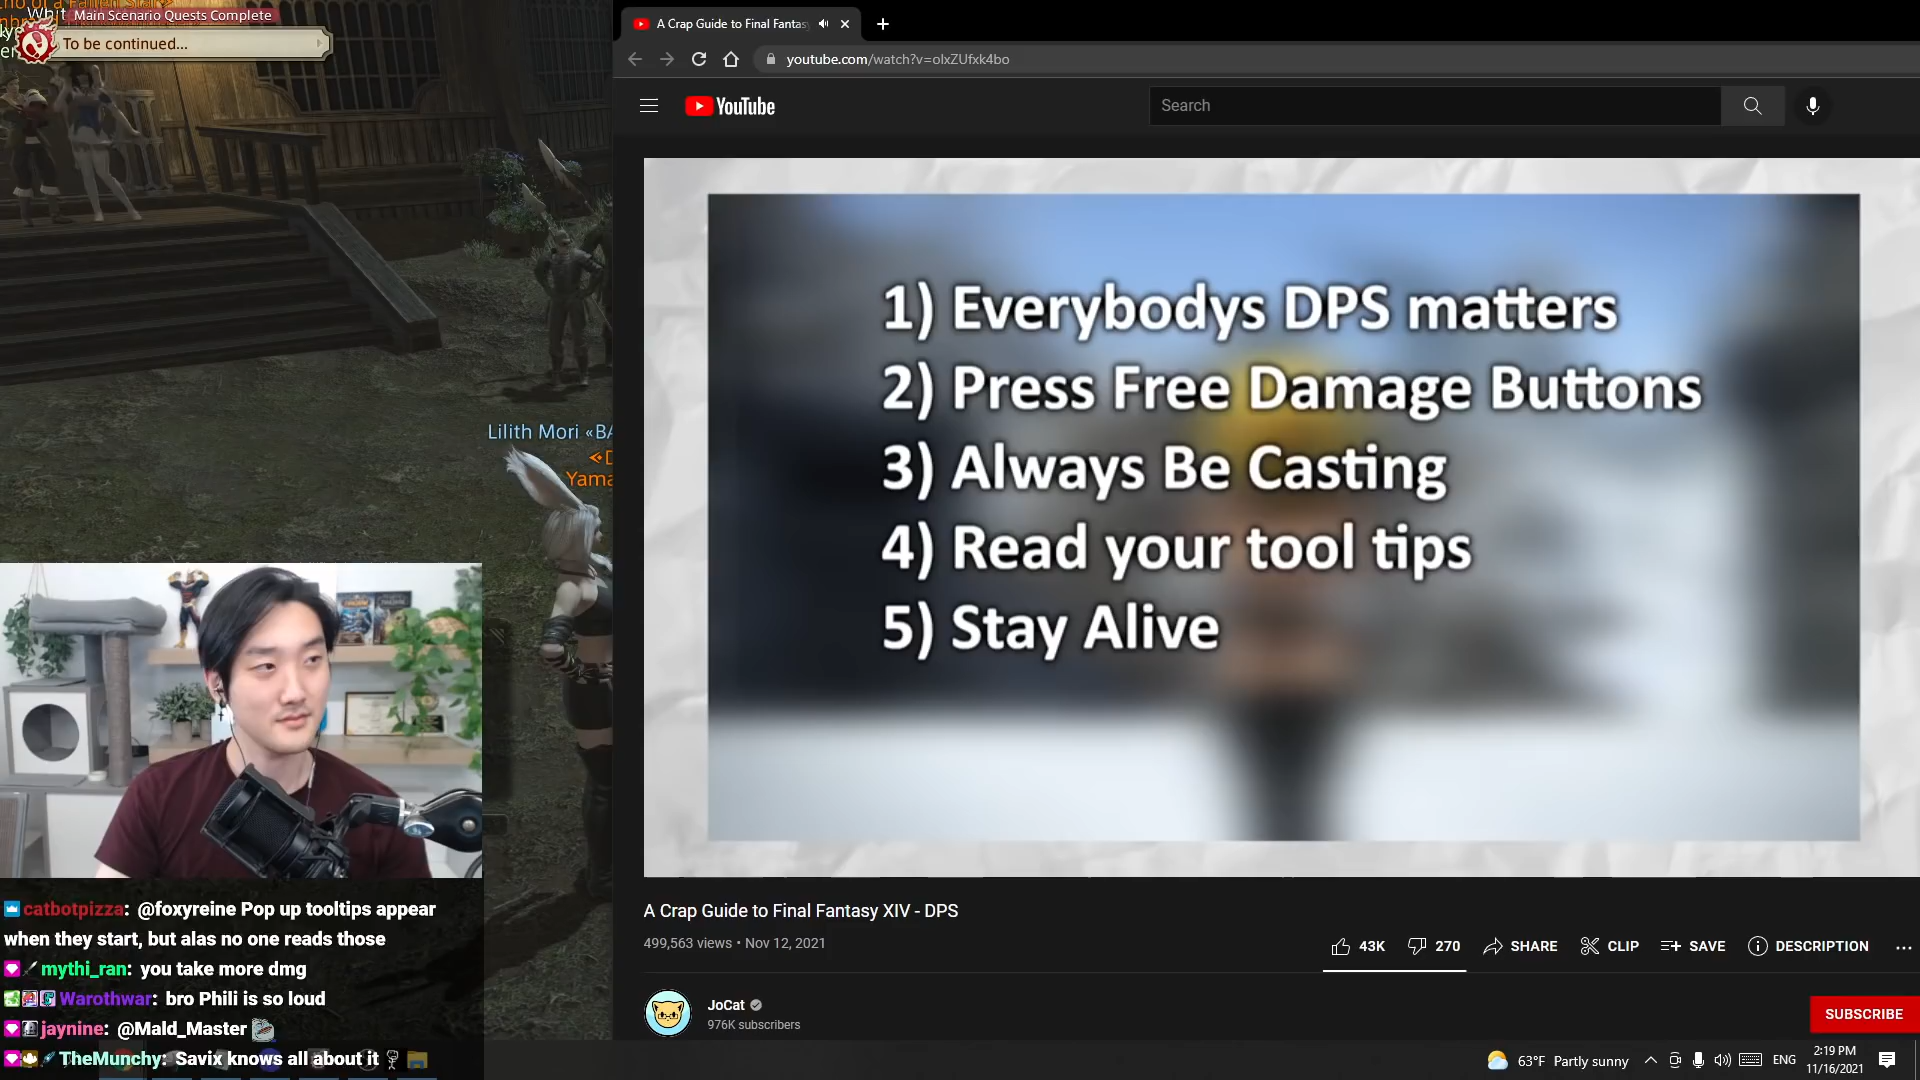 Main Scenario Quests Complete
To be continued...
A Crap Guide to Final Fantas
youtube.com/watch?v=olxZUfxk4bo
YouTube
Search
1) Everybodys DPS matters
2) Press Free Damage Buttons
3) Always Be Casting
4) Read your tool tips
5) Stay Alive
Lilith Mori «BA
Yama
catbotpizza: @foxyreine Pop up tooltips appear
when they start, but alas no one reads those
mythi_ran: you take more dmg
Warothwar: bro Phili is so loud
jaynine: @Mald_Master
TheMunchy: Savix knows all about it
A Crap Guide to Final Fantasy XIV - DPS
499,563 views • Nov 12, 2021
43K
270
SHARE
CLIP
SAVE
DESCRIPTION
JoCat
976K subscribers
SUBSCRIBE
63°F Partly sunny
ENG
2:19 PM
11/16/2021